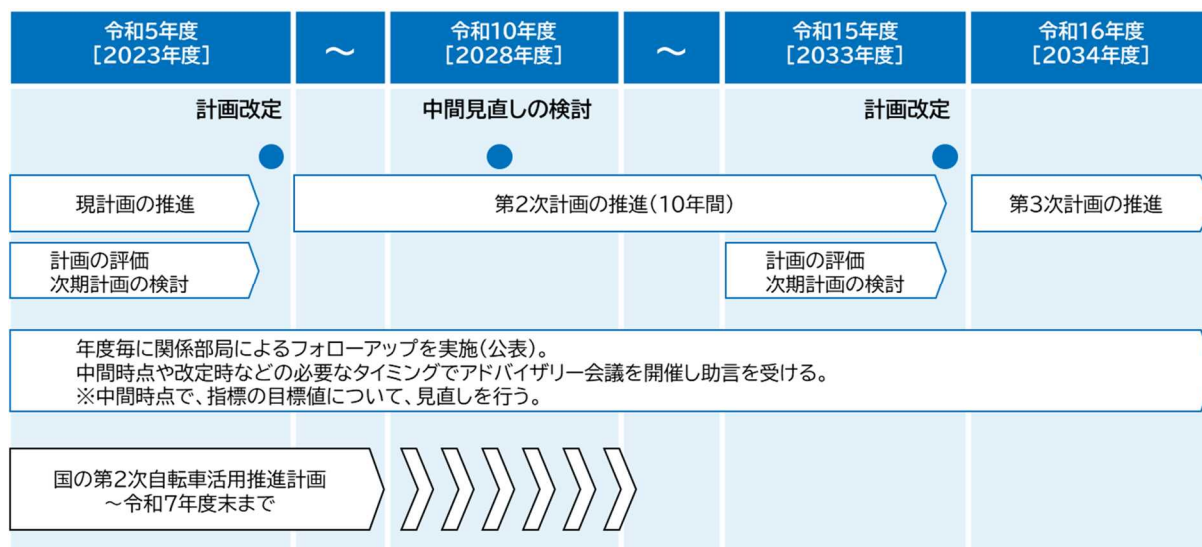 令和5年度
[2023年度]
～
令和10年度
[2028年度]
～
令和15年度
[2033年度]
令和16年度
[2034年度]
計画改定
中間見直しの検討
計画改定
現計画の推進
第2次計画の推進(10年間)
第3次計画の推進
計画の評価
次期計画の検討
計画の評価
次期計画の検討
年度毎に関係部局によるフォローアップを実施(公表)。
中間時点や改定時などの必要なタイミングでアドバイザリー会議を開催し助言を受ける。
※中間時点で、指標の目標値について、見直しを行う。
国の第2次自転車活用推進計画
～令和7年度末まで